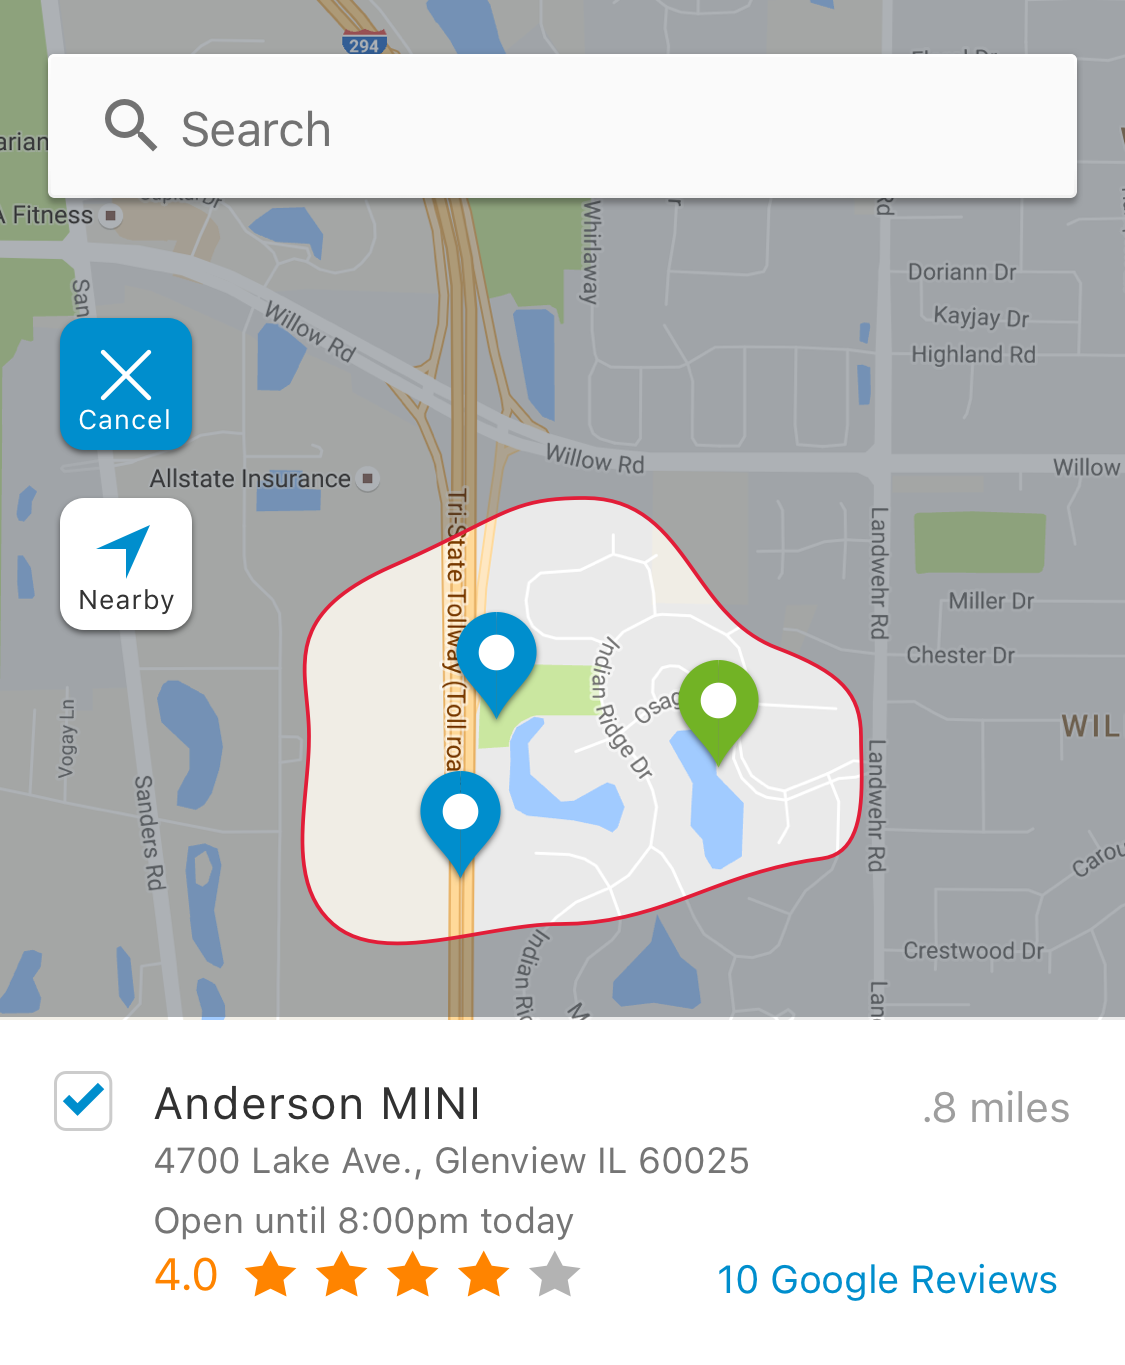 294
Search
Fitness
Whirlaway
Rd
Doriann Dr
Kayjay Dr
Highland Rd
San
Willow Rd
Cancel
Willow Rd
Willow
Allstate Insurance
Tri-State Tollway (Toll roa
Landwehr Rd
Nearby
Miller Dr
Chester Dr
Indian Ridge Dr
Osag
Vogay Ln
WIL
Sanders Rd
Landwehr Rd
Carou
Indian Ric
Crestwood Dr
Lan
Anderson MINI
.8 miles
4700 Lake Ave., Glenview IL 60025
Open until 8:00pm today
4.0
10 Google Reviews